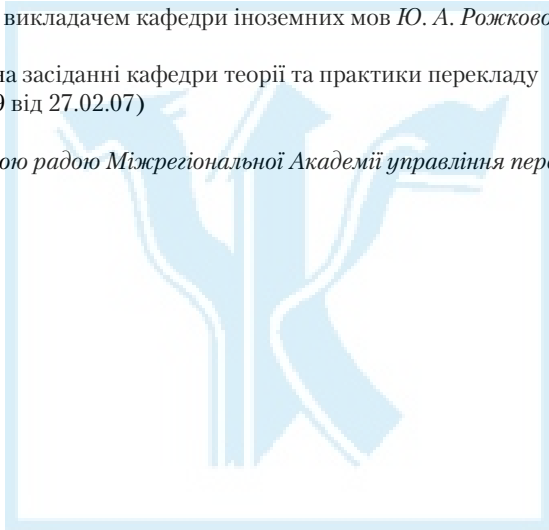 викладачем кафедри іноземних мов Ю. А. Рожково
на засіданні кафедри теорії та практики перекладу
9 від 27.02.07)
ою радою Міжрегіональної Академії управління пер